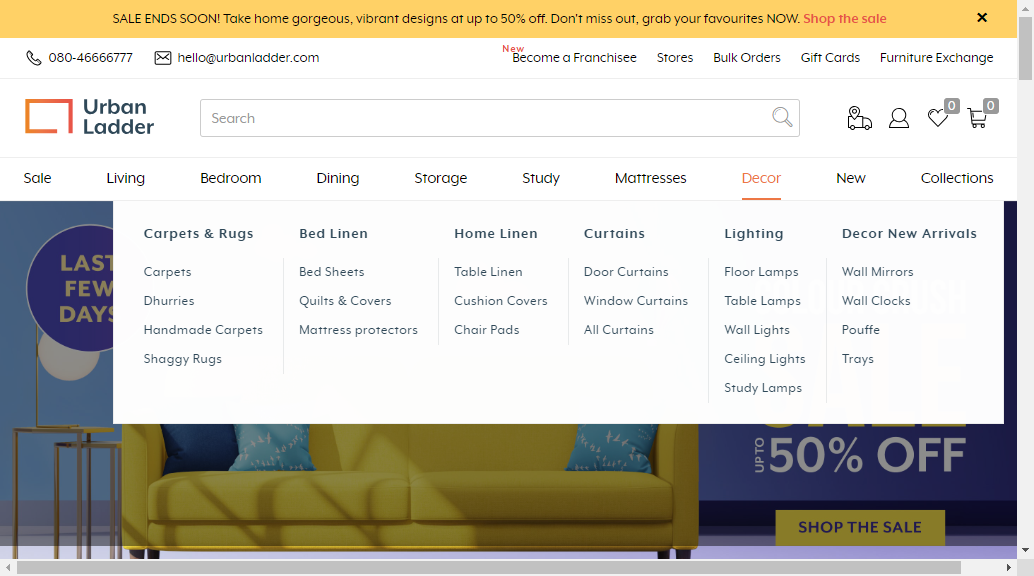 SALE ENDS SOON! Take home gorgeous, vibrant designs at up to 50% off. Don't miss out, grab your favourites NOW. Shop the sale
080-46666777 hello@urbanladder.com New Become a Franchisee Stores Bulk Orders Gift Cards Furniture Exchange
Urban
Ladder
Search
0 0
Sale Living Bedroom Dining Storage Study Mattresses Decor New Collections
LAST
FEW
DAYS
Carpets & Rugs
Carpets
Dhurries
Handmade Carpets
Shaggy Rugs
Bed Linen
Bed Sheets
Quilts & Covers
Mattress protectors
Home Linen
Table Linen
Cushion Covers
Chair Pads
Curtains
Door Curtains
Window Curtains
All Curtains
Lighting
Floor Lamps
Table Lamps
Wall Lights
Ceiling Lights
Study Lamps
Decor New Arrivals
Wall Mirrors
Wall Clocks
Pouffe
Trays
SALE
UPTO 50% OFF
SHOP THE SALE